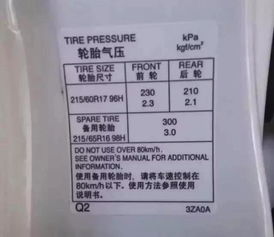 TIRE PRESSURE kPa
轮胎气压 kgf/cm²
TIRE SIZE FRONT REAR
轮胎尺寸 前 轮 后 轮
215/60R17 96H 230 210
2.3 2.1
SPARE TIRE 300
备用轮胎 3.0
215/65R16 98H
DO NOT USE OVER 80km/h.
SEE OWNER'S MANUAL FOR ADDITIONAL
INFORMATION.
使用备用轮胎时，请将车速控制在
80km/h以下。使用方法参照使用
说明书。
Q2 3ZA0A